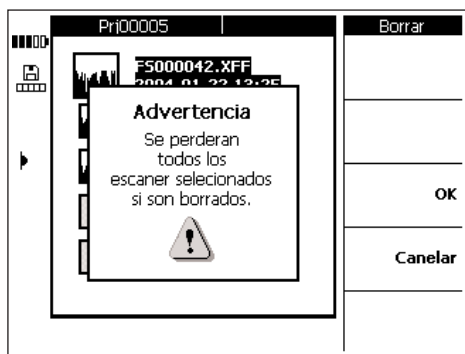 Prj00005
Borrar
FS000042.XFF
2004-01-22 13:25
Advertencia
Se perderan
todos los
escaner selecionados
si son borrados.
OK
Canelar